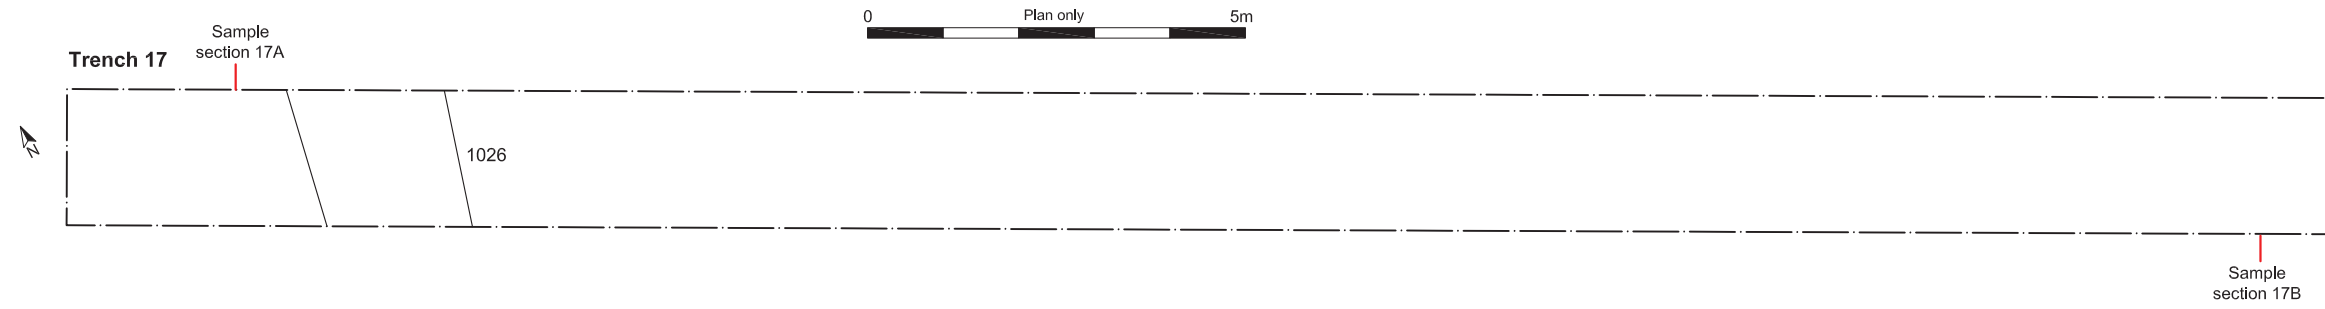 0 Plan only 5m
Sample
section 17A
Trench 17
N
1026
Sample
section 17B